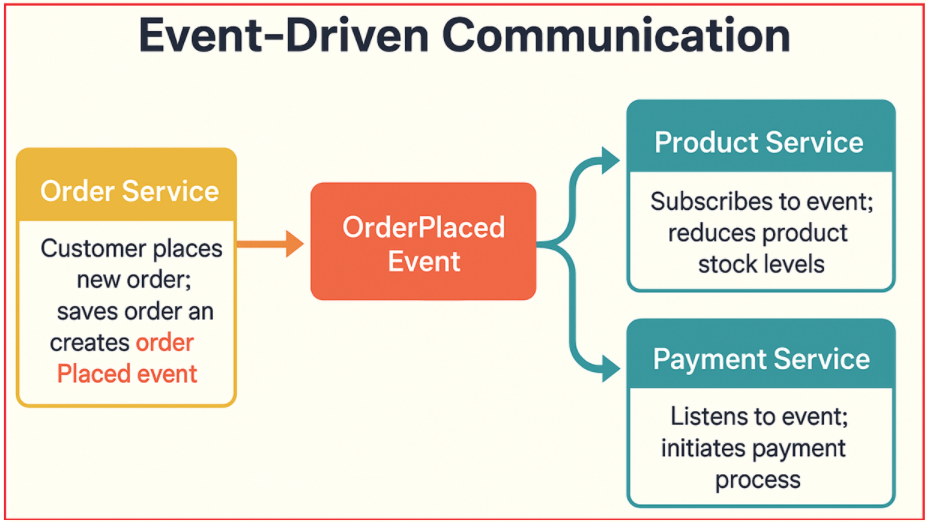 Event-Driven Communication
Order Service
Customer places
new order;
saves order an
creates order
Placed event
OrderPlaced
Event
Product Service
Subscribes to event;
reduces product
stock levels
Payment Service
Listens to event;
initiates payment
process